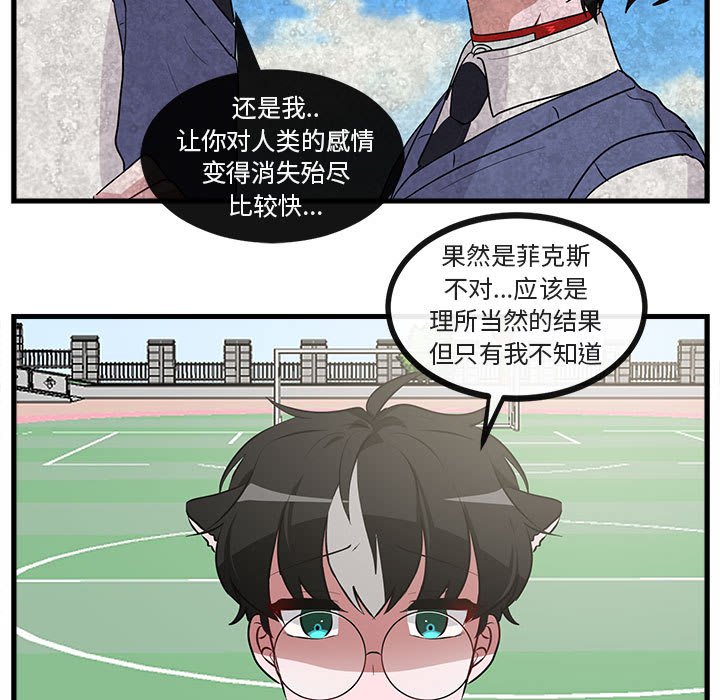 还是我..
让你对人类的感情
变得消失殆尽
比较快...
果然是菲克斯
不对...应该是
理所当然的结果
但只有我不知道